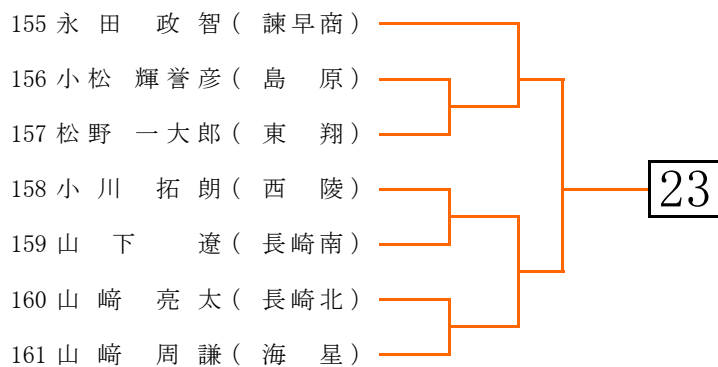 155 永田 政智 ( 諫早商 )
156 小松 輝誉彦 ( 島原 )
157 松野 一大郎 ( 東翔 )
158 小川 拓朗 ( 西陵 )
23
159 山下 遼 ( 長崎南 )
160 山﨑 亮太 ( 長崎北 )
161 山﨑 周謙 ( 海星 )